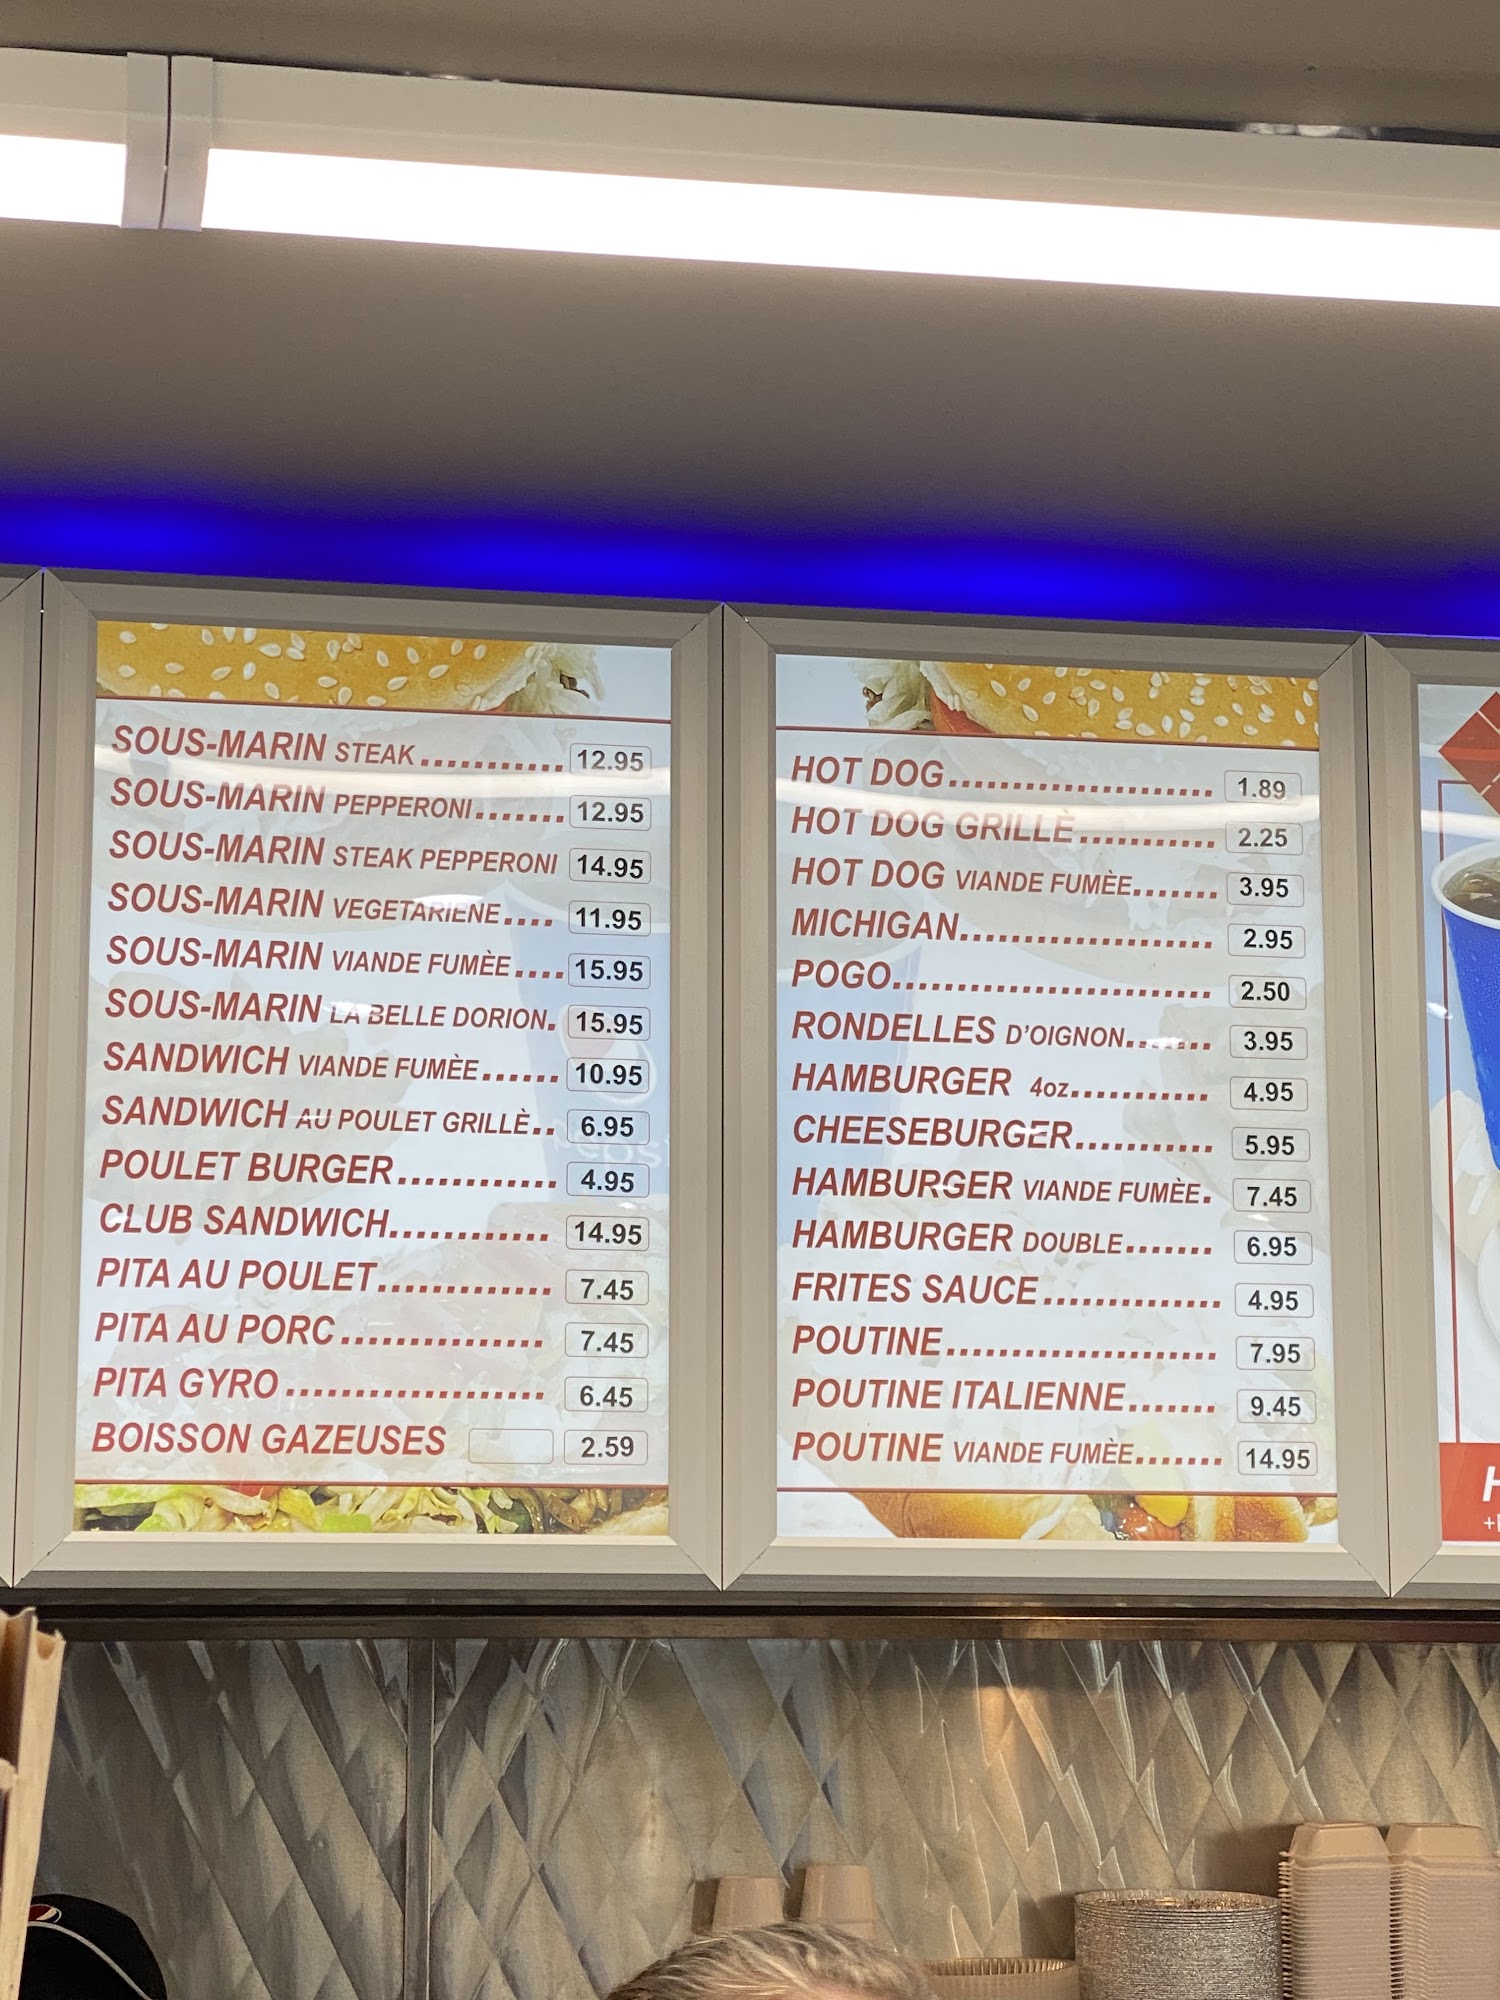 SOUS-MARIN STEAK........... 12.95
SOUS-MARIN PEPPERONI....... 12.95
SOUS-MARIN STEAK PEPPERONI 14.95
SOUS-MARIN VEGETARIENE.... 11.95
SOUS-MARIN VIANDE FUMÈE.... 15.95
SOUS-MARIN LA BELLE DORION. 15.95
SANDWICH VIANDE FUMÈE...... 10.95
SANDWICH AU POULET GRILLÈ.. 6.95
POULET BURGER............ 4.95
CLUB SANDWICH............ 14.95
PITA AU POULET............. 7.45
PITA AU PORC............... 7.45
PITA GYRO................... 6.45
BOISSON GAZEUSES 2.59
HOT DOG..................... 1.89
HOT DOG GRILLÈ........... 2.25
HOT DOG VIANDE FUMÈE....... 3.95
MICHIGAN.................... 2.95
POGO......................... 2.50
RONDELLES D'OIGNON....... 3.95
HAMBURGER 4oz........... 4.95
CHEESEBURGER........... 5.95
HAMBURGER VIANDE FUMÈE. 7.45
HAMBURGER DOUBLE....... 6.95
FRITES SAUCE.............. 4.95
POUTINE..................... 7.95
POUTINE ITALIENNE....... 9.45
POUTINE VIANDE FUMÈE....... 14.95